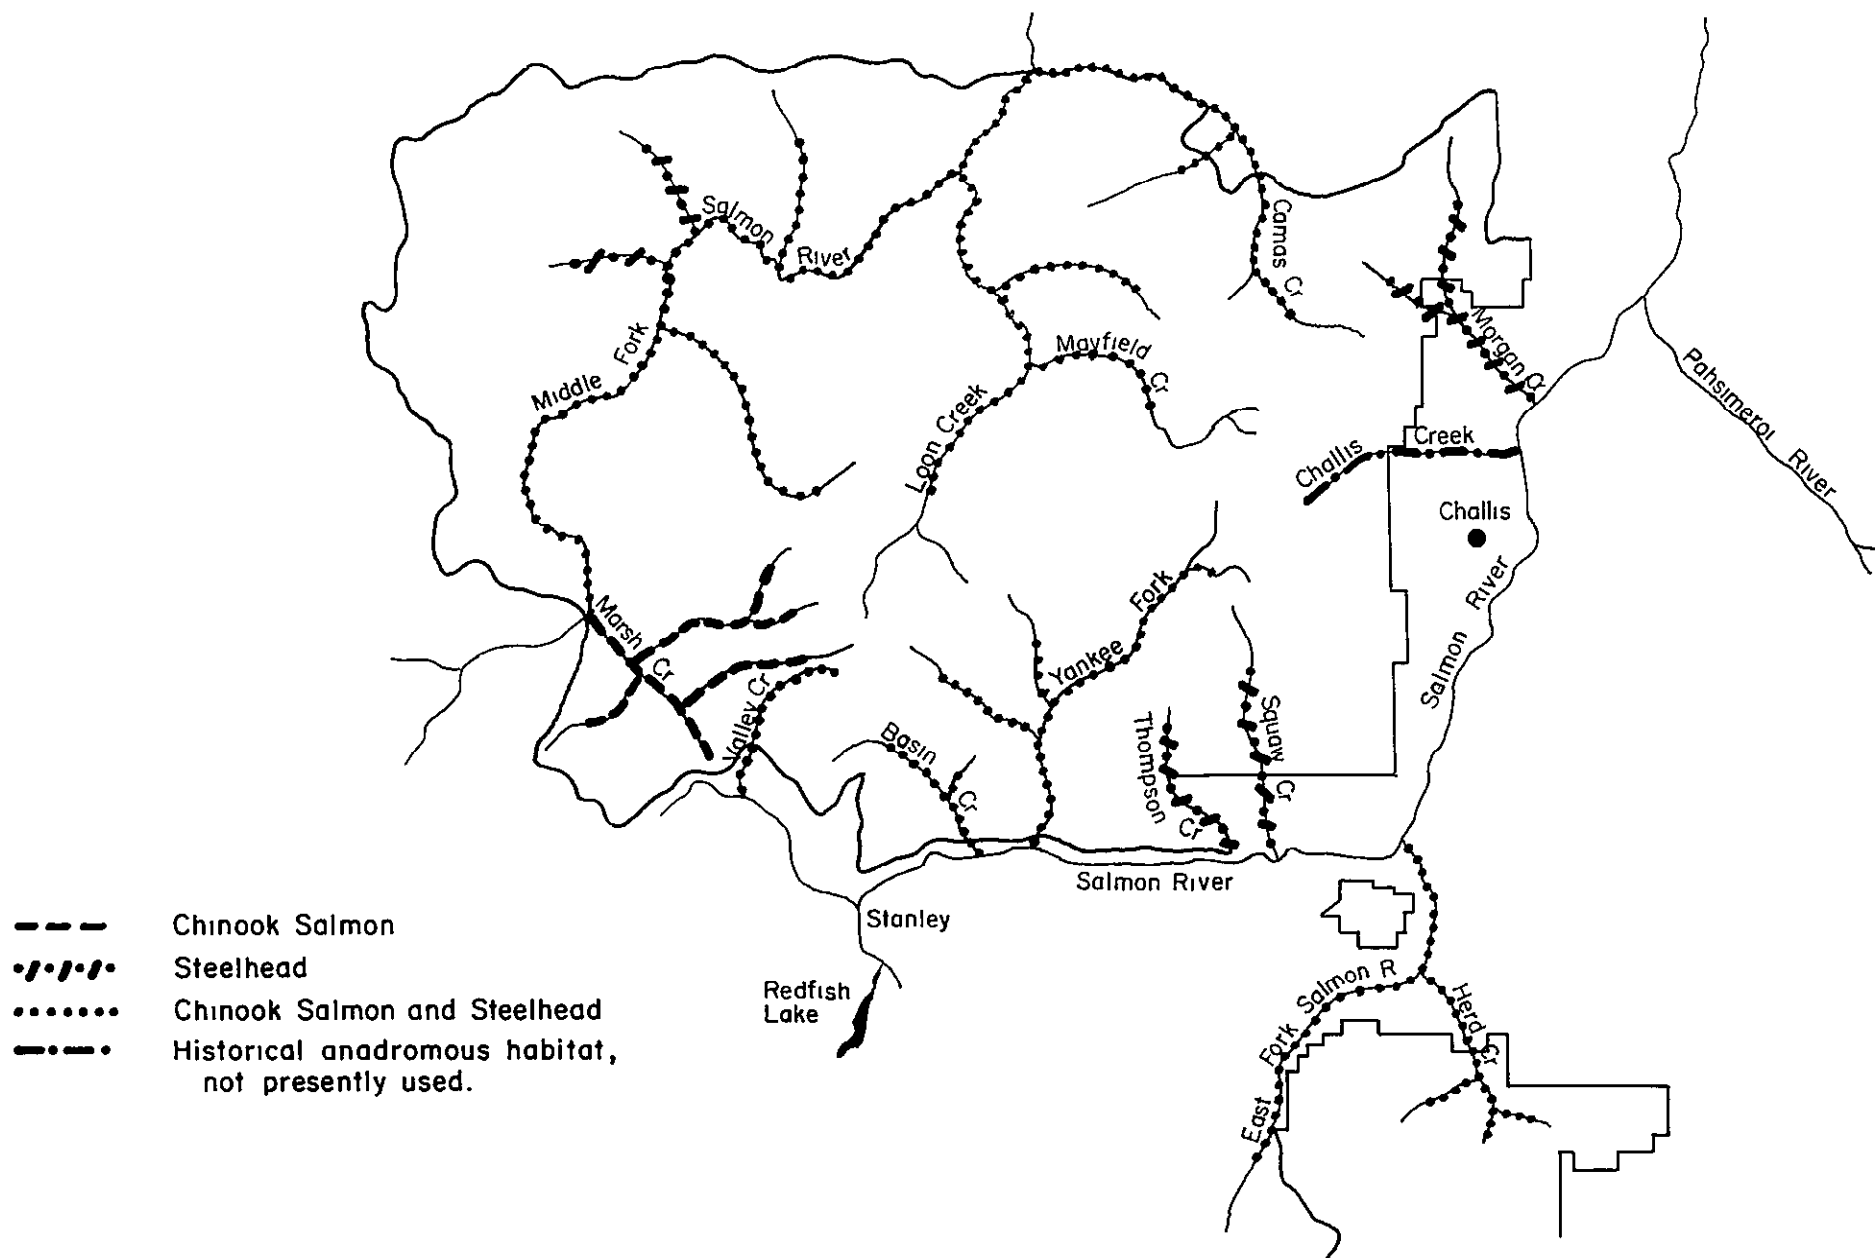 Salmon
River
Camas
Cr
Fork
Middle
Mayfield
Cr
Morgan Cr
Loon Creek
Challis
Creek
Pahsimeroi
River
Challis
Salmon
River
Marsh
Cr
Valley Cr
Yankee
Fork
Basin
Cr
Thompson
Cr
Squaw
Cr
Salmon River
Stanley
Redfish
Lake
East
Fork
Salmon R
Herd
Cr
Chinook Salmon
Steelhead
Chinook Salmon and Steelhead
Historical anadromous habitat,
not presently used.